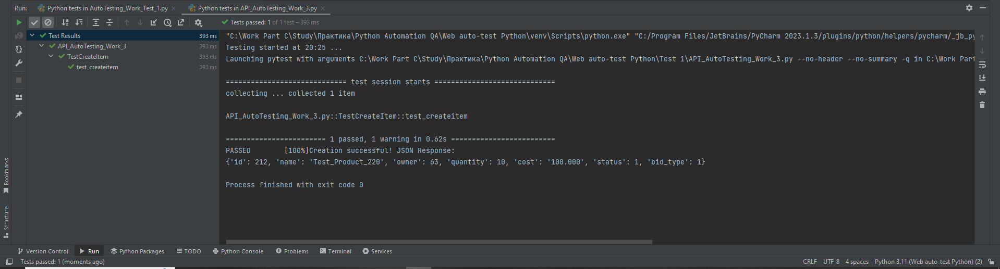 Run: Python tests in AutoTesting_Work_Test_1.py Python tests in API_AutoTesting_Work_3.py
Tests passed: 1 of 1 test – 393 ms
Test Results 393 ms
API_AutoTesting_Work_3 393 ms
TestCreateItem 393 ms
test_createitem 393 ms
"C:\Work Part C\Study\Практика\Python Automation QA\Web auto-test Python\venv\Scripts\python.exe" "C:/Program Files/JetBrains/PyCharm 2023.1.3/plugins/python/helpers/pycharm/_jb_py
Testing started at 20:25 ...
Launching pytest with arguments C:\Work Part C\Study\Практика\Python Automation QA\Web auto-test Python\Test 1\API_AutoTesting_Work_3.py --no-header --no-summary -q in C:\Work Part
============================= test session starts =============================
collecting ... collected 1 item
API_AutoTesting_Work_3.py::TestCreateItem::test_createitem
======================== 1 passed, 1 warning in 0.62s =========================
PASSED [100%]Creation successful! JSON Response:
{'id': 212, 'name': 'Test_Product_220', 'owner': 63, 'quantity': 10, 'cost': '100.000', 'status': 1, 'bid_type': 1}
Process finished with exit code 0
Bookmarks
Structure
Version Control Run Python Packages TODO Python Console Problems Terminal Services
Tests passed: 1 (moments ago) CRLF UTF-8 4 spaces Python 3.11 (Web auto-test Python) (2)